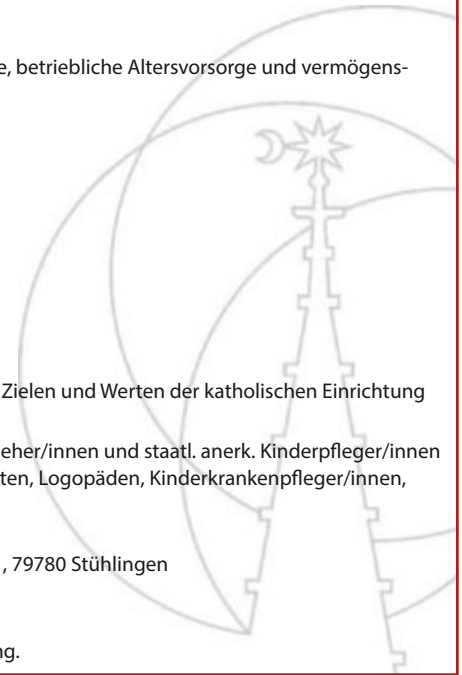 e, betriebliche Altersvorsorge und vermögens-
Zielen und Werten der katholischen Einrichtung
eher/innen und staatl. anerk. Kinderpfleger/innen
ten, Logopäden, Kinderkrankenpfleger/innen,
, 79780 Stühlingen
ng.